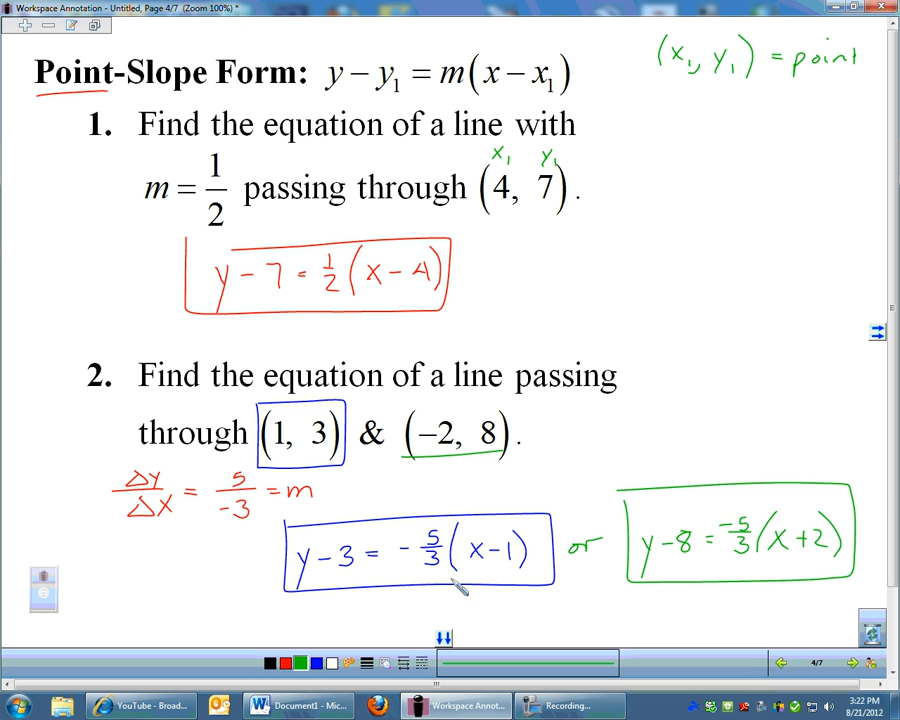 Workspace Annotation - Untitled, Page 4/7 (Zoom 100%) *
(x₁, y₁) = point
Point-Slope Form: y − y₁ = m(x − x₁)
1. Find the equation of a line with
x₁ y₁
m = 1/2 passing through (4, 7).
y − 7 = 1/2 (x − 4)
2. Find the equation of a line passing
through (1, 3) & (−2, 8).
Δy/Δx = 5/-3 = m
y − 3 = −5/3 (x − 1) or y − 8 = −5/3 (x + 2)
4/7
YouTube - Broad... Document1 - Mic... Workspace Annot... Recording...
3:22 PM
8/21/2012